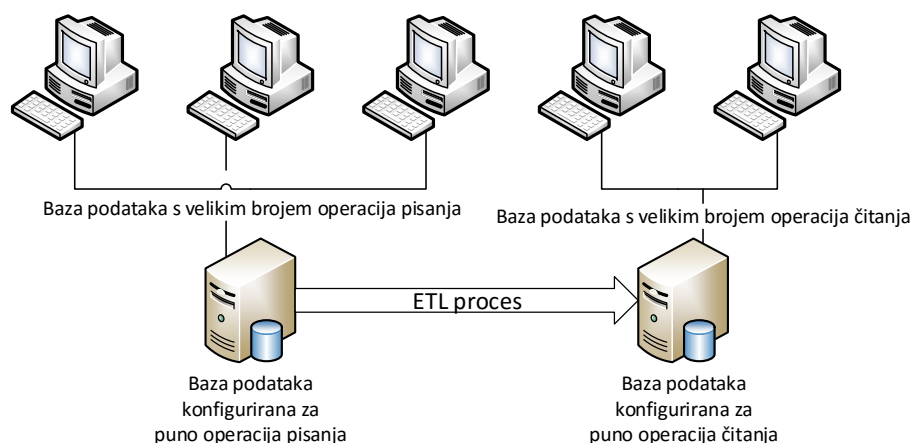 Baza podataka s velikim brojem operacija pisanja
Baza podataka s velikim brojem operacija čitanja
ETL proces
Baza podataka
konfigurirana za
puno operacija pisanja
Baza podataka
konfigurirana za
puno operacija čitanja